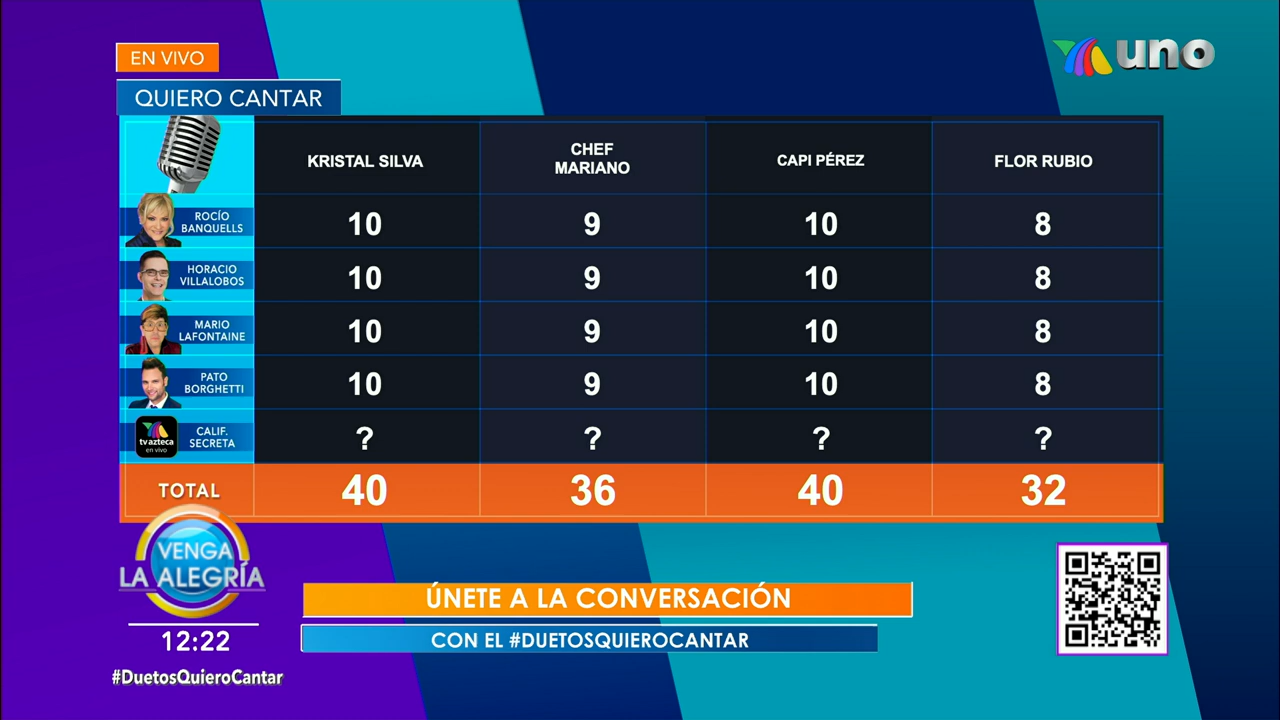 EN VIVO
uno
QUIERO CANTAR
KRISTAL SILVA
CHEF
MARIANO
CAPI PÉREZ
FLOR RUBIO
ROCÍO
BANQUELLS
10 9 10 8
HORACIO
VILLALOBOS
10 9 10 8
MARIO
LAFONTAINE
10 9 10 8
PATO
BORGHETTI
10 9 10 8
tv azteca
en vivo
CALIF.
SECRETA
? ? ? ?
TOTAL 40 36 40 32
VENGA
LA ALEGRÍA
12:22
#DuetosQuieroCantar
ÚNETE A LA CONVERSACIÓN
CON EL #DUETOSQUIEROCANTAR